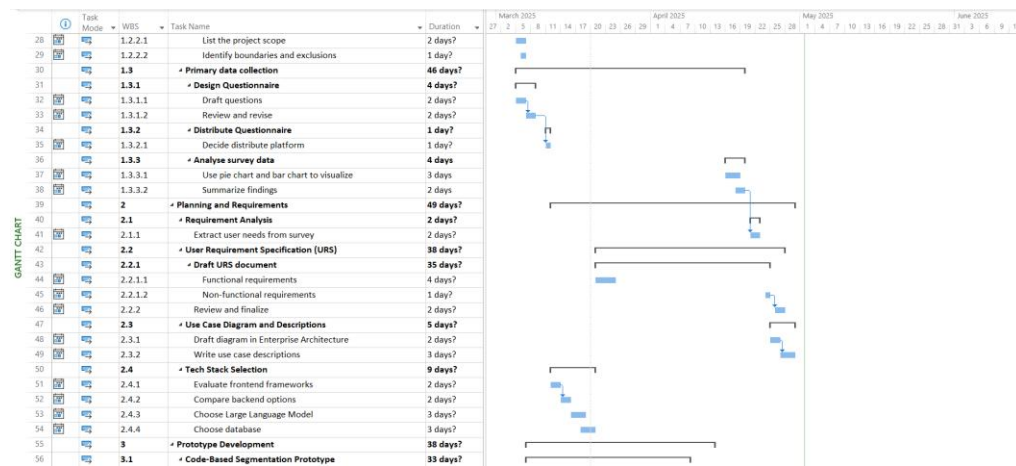 March 2025 April 2025 May 2025 June 2025
Task Mode WBS Task Name Duration 27 2 5 8 11 14 17 20 23 26 29 1 4 7 10 13 16 19 22 25 28 1 4 7 10 13 16 19 22 25 28 31 3 6 9
28 1.2.2.1 List the project scope 2 days?
29 1.2.2.2 Identify boundaries and exclusions 1 day?
30 1.3 Primary data collection 46 days?
31 1.3.1 Design Questionnaire 4 days?
32 1.3.1.1 Draft questions 2 days?
33 1.3.1.2 Review and revise 2 days?
34 1.3.2 Distribute Questionnaire 1 day?
35 1.3.2.1 Decide distribute platform 1 day?
36 1.3.3 Analyse survey data 4 days
37 1.3.3.1 Use pie chart and bar chart to visualize 3 days
38 1.3.3.2 Summarize findings 2 days
39 2 Planning and Requirements 49 days?
40 2.1 Requirement Analysis 2 days?
41 2.1.1 Extract user needs from survey 2 days?
42 2.2 User Requirement Specification (URS) 38 days?
43 2.2.1 Draft URS document 35 days?
44 2.2.1.1 Functional requirements 4 days?
45 2.2.1.2 Non-functional requirements 1 day?
46 2.2.2 Review and finalize 2 days?
47 2.3 Use Case Diagram and Descriptions 5 days?
48 2.3.1 Draft diagram in Enterprise Architecture 2 days?
49 2.3.2 Write use case descriptions 3 days?
50 2.4 Tech Stack Selection 9 days?
51 2.4.1 Evaluate frontend frameworks 2 days?
52 2.4.2 Compare backend options 2 days?
53 2.4.3 Choose Large Language Model 3 days?
54 2.4.4 Choose database 3 days?
55 3 Prototype Development 38 days?
56 3.1 Code-Based Segmentation Prototype 33 days?
GANTT CHART